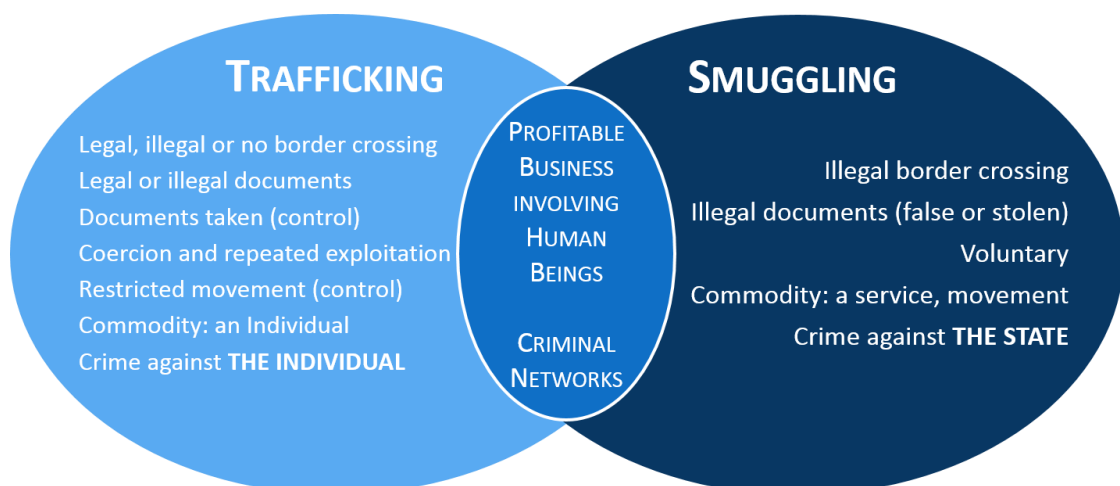 TRAFFICKING
Legal, illegal or no border crossing
Legal or illegal documents
Documents taken (control)
Coercion and repeated exploitation
Restricted movement (control)
Commodity: an Individual
Crime against THE INDIVIDUAL
PROFITABLE
BUSINESS
INVOLVING
HUMAN
BEINGS
CRIMINAL
NETWORKS
SMUGGLING
Illegal border crossing
Illegal documents (false or stolen)
Voluntary
Commodity: a service, movement
Crime against THE STATE